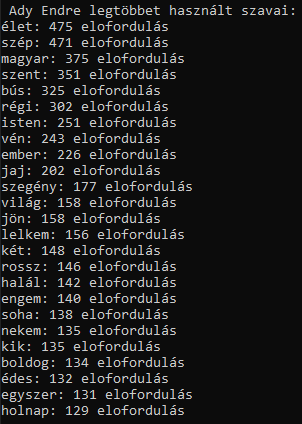 Ady Endre legtöbbet használt szavai:
élet: 475 elofordulás
szép: 471 elofordulás
magyar: 375 elofordulás
szent: 351 elofordulás
bús: 325 elofordulás
régi: 302 elofordulás
isten: 251 elofordulás
vén: 243 elofordulás
ember: 226 elofordulás
jaj: 202 elofordulás
szegény: 177 elofordulás
világ: 158 elofordulás
jön: 158 elofordulás
lelkem: 156 elofordulás
két: 148 elofordulás
rossz: 146 elofordulás
halál: 142 elofordulás
engem: 140 elofordulás
soha: 138 elofordulás
nekem: 135 elofordulás
kik: 135 elofordulás
boldog: 134 elofordulás
édes: 132 elofordulás
egyszer: 131 elofordulás
holnap: 129 elofordulás